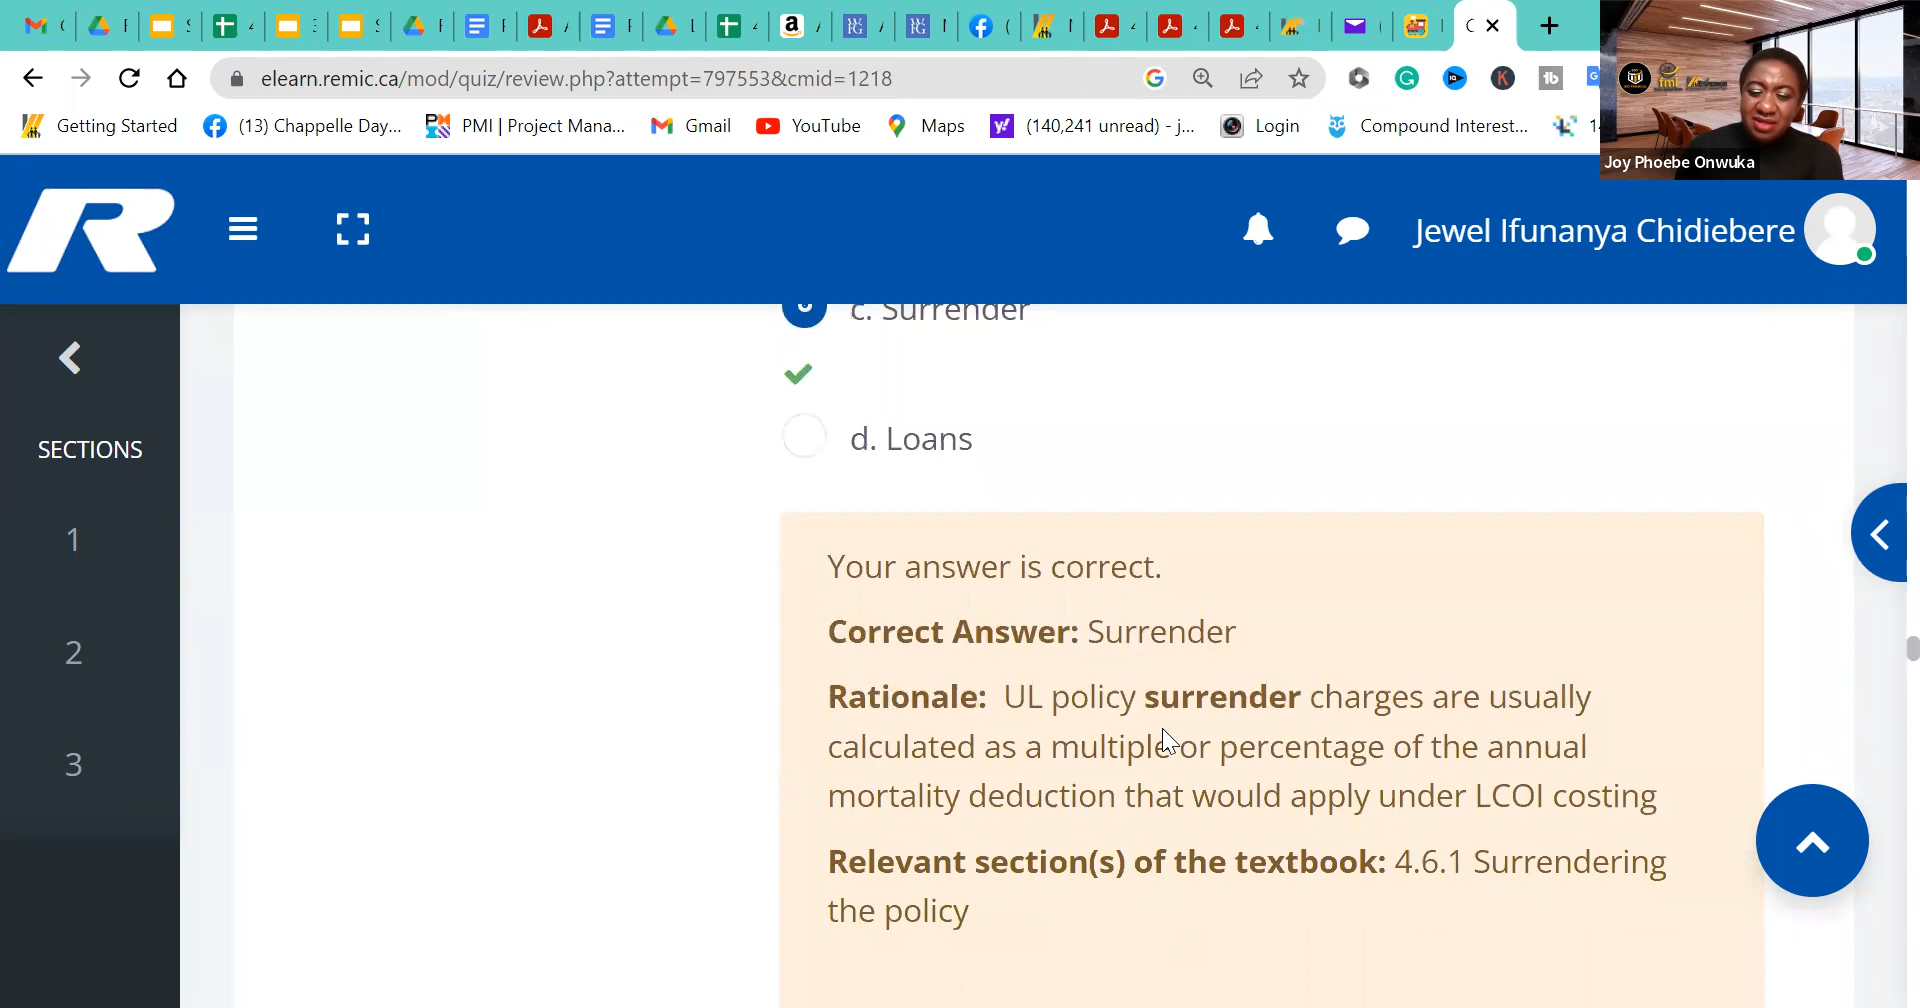 elearn.remic.ca/mod/quiz/review.php?attempt=797553&cmid=1218
Getting Started (13) Chappelle Day... PMI | Project Mana... Gmail YouTube Maps (140,241 unread) - j... Login Compound Interest...
Joy Phoebe Onwuka
Jewel Ifunanya Chidiebere
c. Surrender
d. Loans
SECTIONS
1
2
3
Your answer is correct.
Correct Answer: Surrender
Rationale: UL policy surrender charges are usually
calculated as a multiple or percentage of the annual
mortality deduction that would apply under LCOI costing
Relevant section(s) of the textbook: 4.6.1 Surrendering
the policy